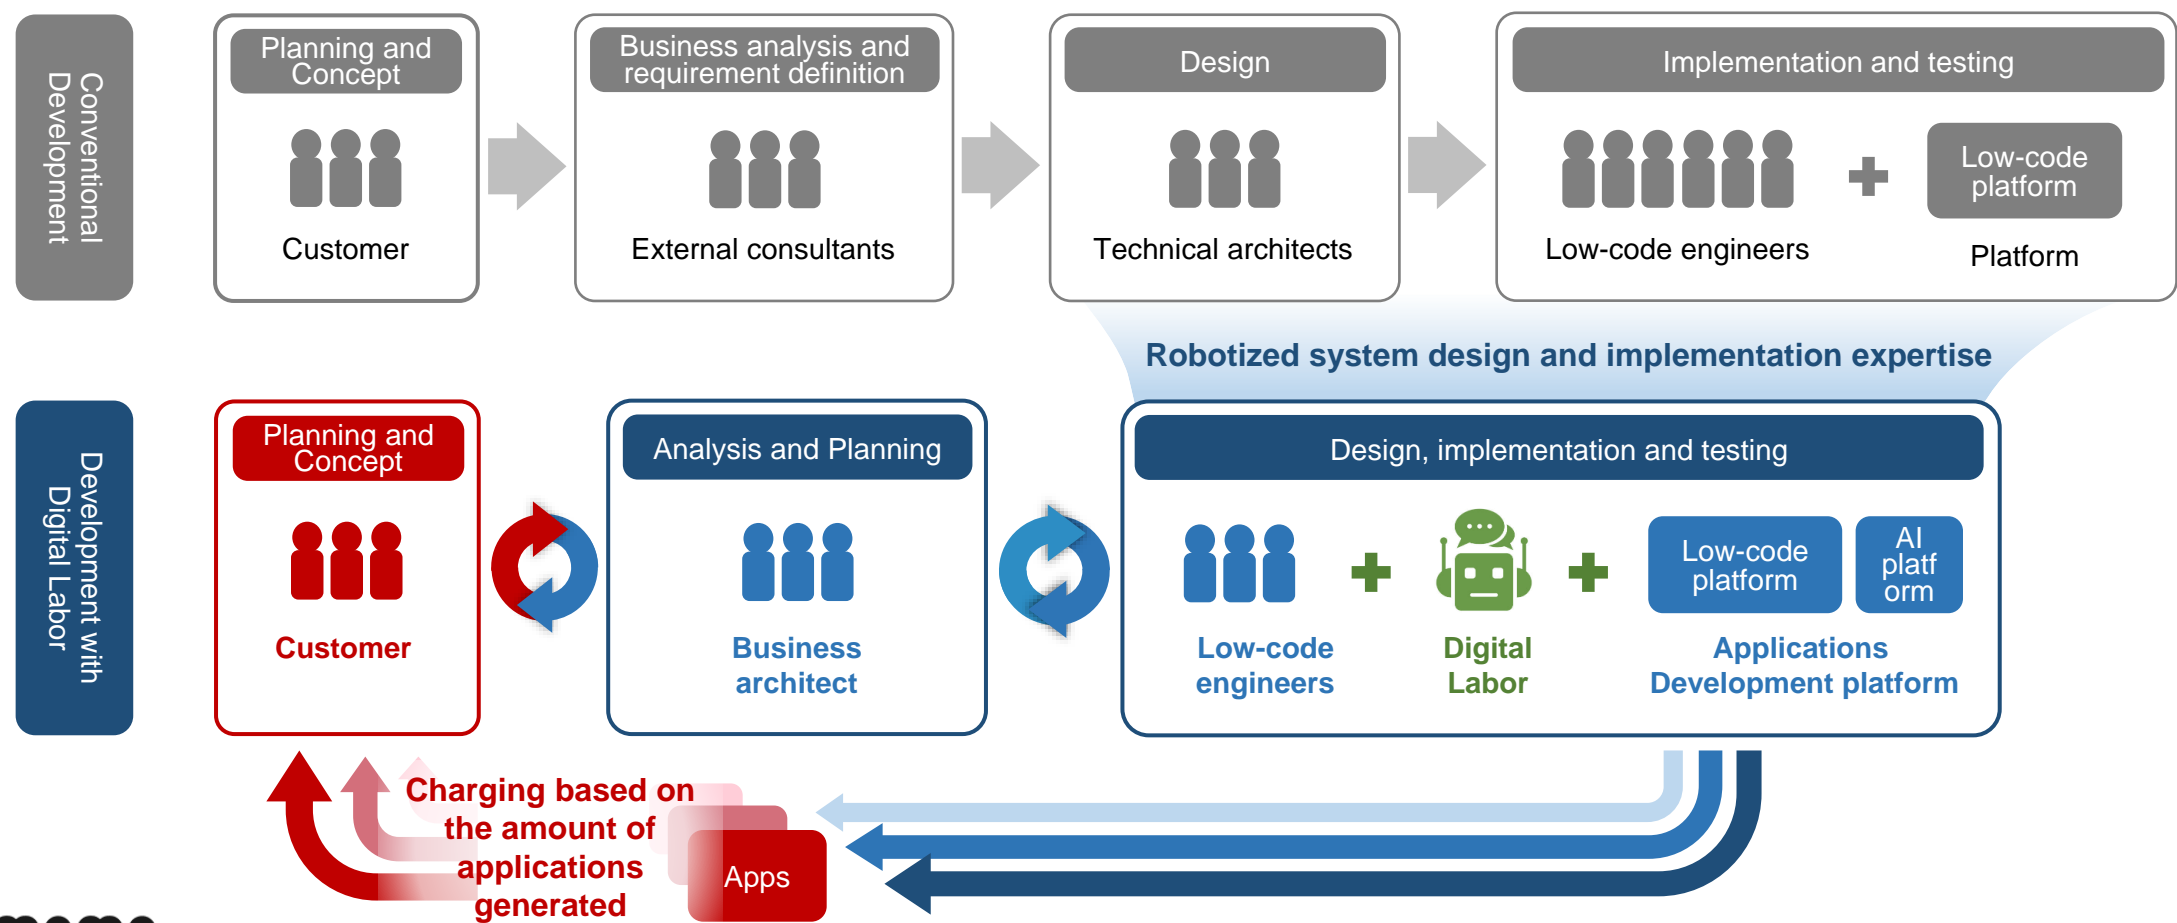 Conventional
Development
Planning and
Concept
Customer
Business analysis and
requirement definition
External consultants
Design
Technical architects
Implementation and testing
Low-code engineers
Low-code
platform
Platform
Robotized system design and implementation expertise
Development with
Digital Labor
Planning and
Concept
Customer
Analysis and Planning
Business
architect
Design, implementation and testing
Low-code
engineers
Digital
Labor
Low-code
platform
AI
platf
orm
Applications
Development platform
Charging based on
the amount of
applications
generated
Apps